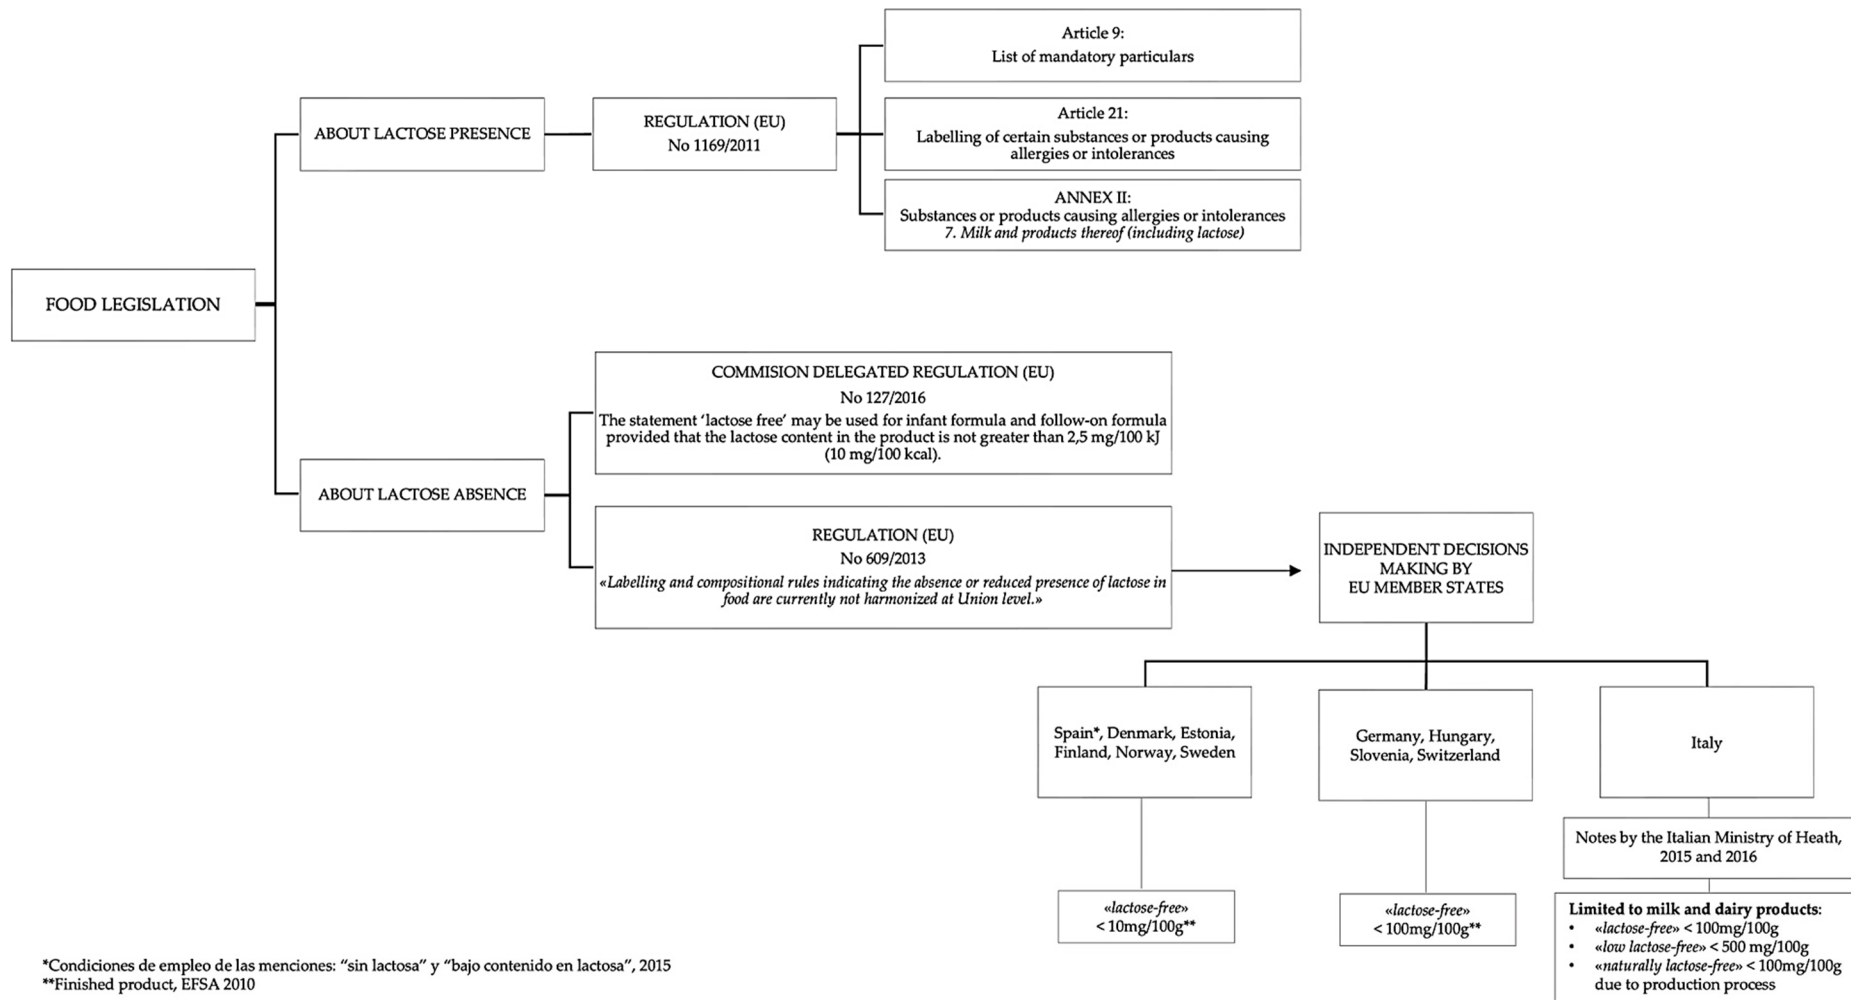 FOOD LEGISLATION
ABOUT LACTOSE PRESENCE
REGULATION (EU)
No 1169/2011
Article 9:
List of mandatory particulars
Article 21:
Labelling of certain substances or products causing
allergies or intolerances
ANNEX II:
Substances or products causing allergies or intolerances
7. Milk and products thereof (including lactose)
ABOUT LACTOSE ABSENCE
COMMISION DELEGATED REGULATION (EU)
No 127/2016
The statement ‘lactose free’ may be used for infant formula and follow-on formula
provided that the lactose content in the product is not greater than 2,5 mg/100 kJ
(10 mg/100 kcal).
REGULATION (EU)
No 609/2013
«Labelling and compositional rules indicating the absence or reduced presence of lactose in
food are currently not harmonized at Union level.»
INDEPENDENT DECISIONS
MAKING BY
EU MEMBER STATES
Spain*, Denmark, Estonia,
Finland, Norway, Sweden
«lactose-free»
< 10mg/100g**
Germany, Hungary,
Slovenia, Switzerland
«lactose-free»
< 100mg/100g**
Italy
Notes by the Italian Ministry of Heath,
2015 and 2016
Limited to milk and dairy products:
• «lactose-free» < 100mg/100g
• «low lactose-free» < 500 mg/100g
• «naturally lactose-free» < 100mg/100g
due to production process
*Condiciones de empleo de las menciones: “sin lactosa” y “bajo contenido en lactosa”, 2015
**Finished product, EFSA 2010